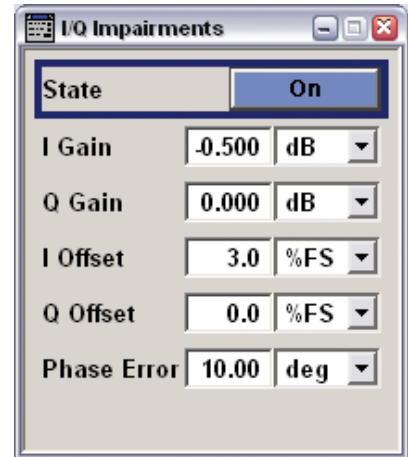 I/Q Impairments
State On
I Gain -0.500 dB
Q Gain 0.000 dB
I Offset 3.0 %FS
Q Offset 0.0 %FS
Phase Error 10.00 deg